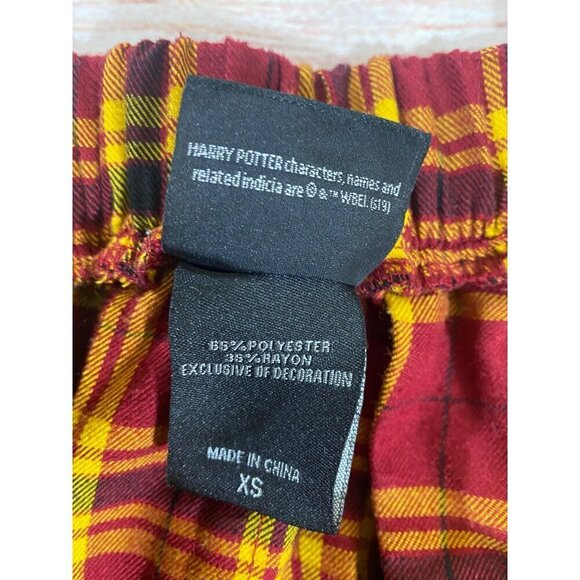 HARRY POTTER characters, names and
related indicia are © & ™ WBEI. (s19)
65% POLYESTER
35% RAYON
EXCLUSIVE OF DECORATION
MADE IN CHINA
XS